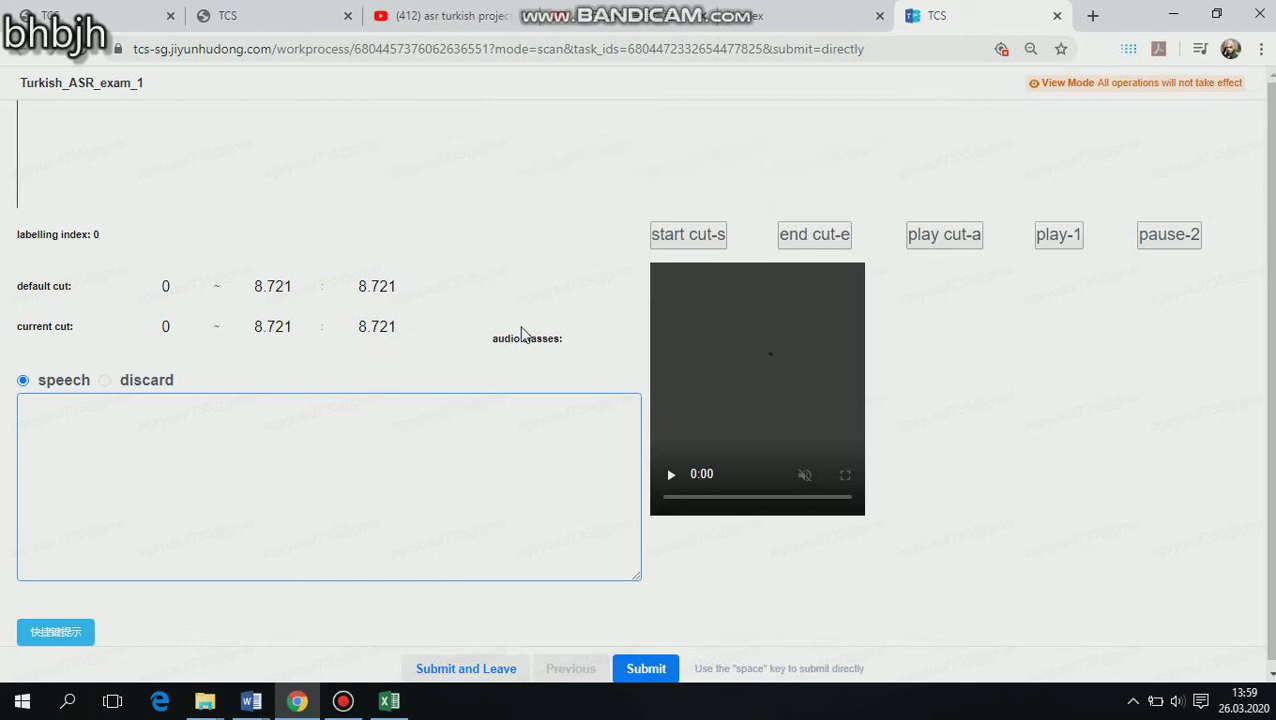 TCS
TCS
(412) asr turkish project
www.BANDICAM.com
ex
TCS
bhbjh
tcs-sg.jiyunhudong.com/workprocess/6804457376062636551?mode=scan&task_ids=6804472332654477825&submit=directly
Turkish_ASR_exam_1
View Mode All operations will not take effect
labelling index: 0
start cut-s
end cut-e
play cut-a
play-1
pause-2
default cut: 0 ~ 8.721 : 8.721
current cut: 0 ~ 8.721 : 8.721
speech discard
0:00
快捷键提示
Submit and Leave
Previous
Submit
Use the "space" key to submit directly
13:59
26.03.2020